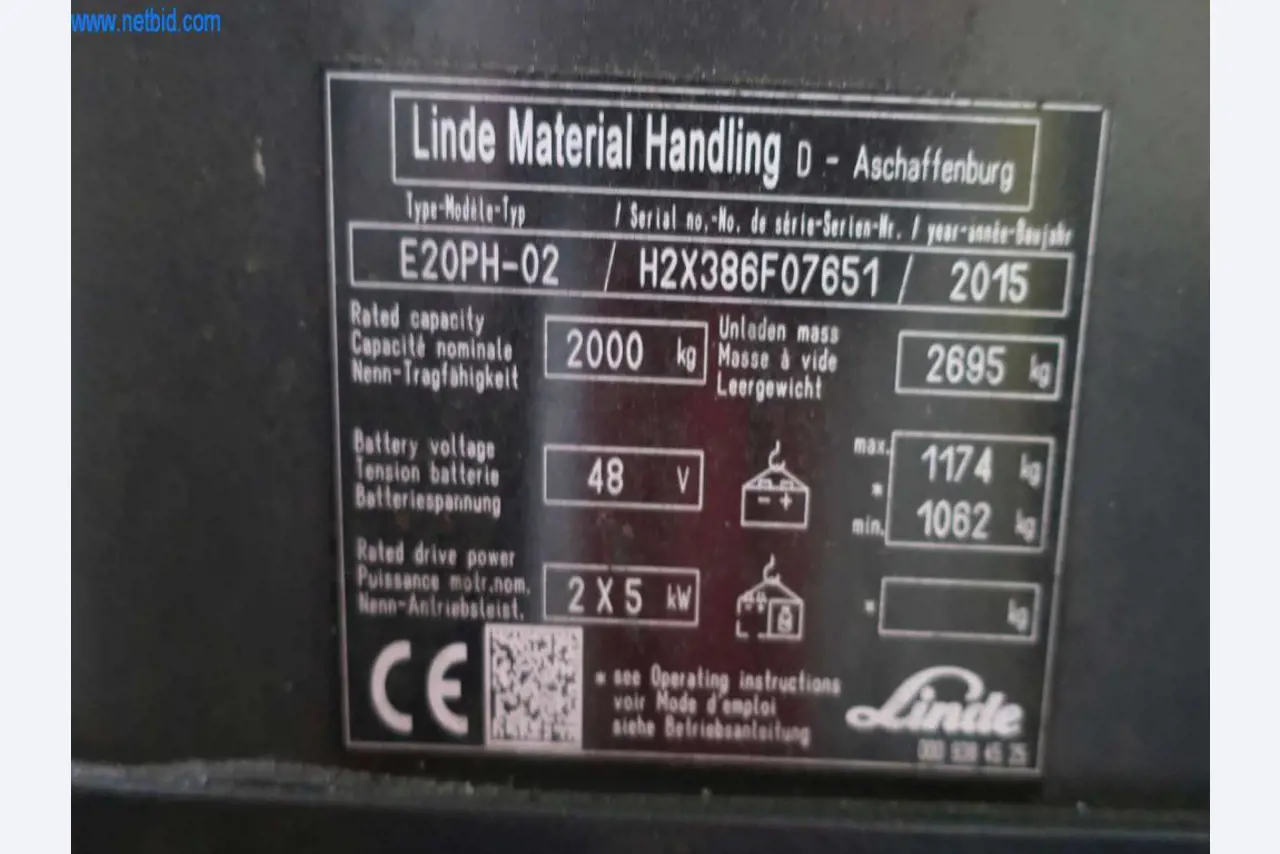 www.netbid.com
Linde Material Handling D - Aschaffenburg
Type-Modèle-Typ / Serial no.-No. de série-Serien-Nr. / year-année-Baujahr
E20PH-02 / H2X386F07651 / 2015
Rated capacity
Capacité nominale
Nenn-Tragfähigkeit
2000 kg
Unladen mass
Masse à vide
Leergewicht
2695 kg
Battery voltage
Tension batterie
Batteriespannung
48 V
- +
max. 1174 kg
*
min. 1062 kg
Rated drive power
Puissance motr.nom.
Nenn-Antriebsleist.
2 X 5 kW
* kg
CE
* see Operating instructions
voir Mode d'emploi
siehe Betriebsanleitung
Linde